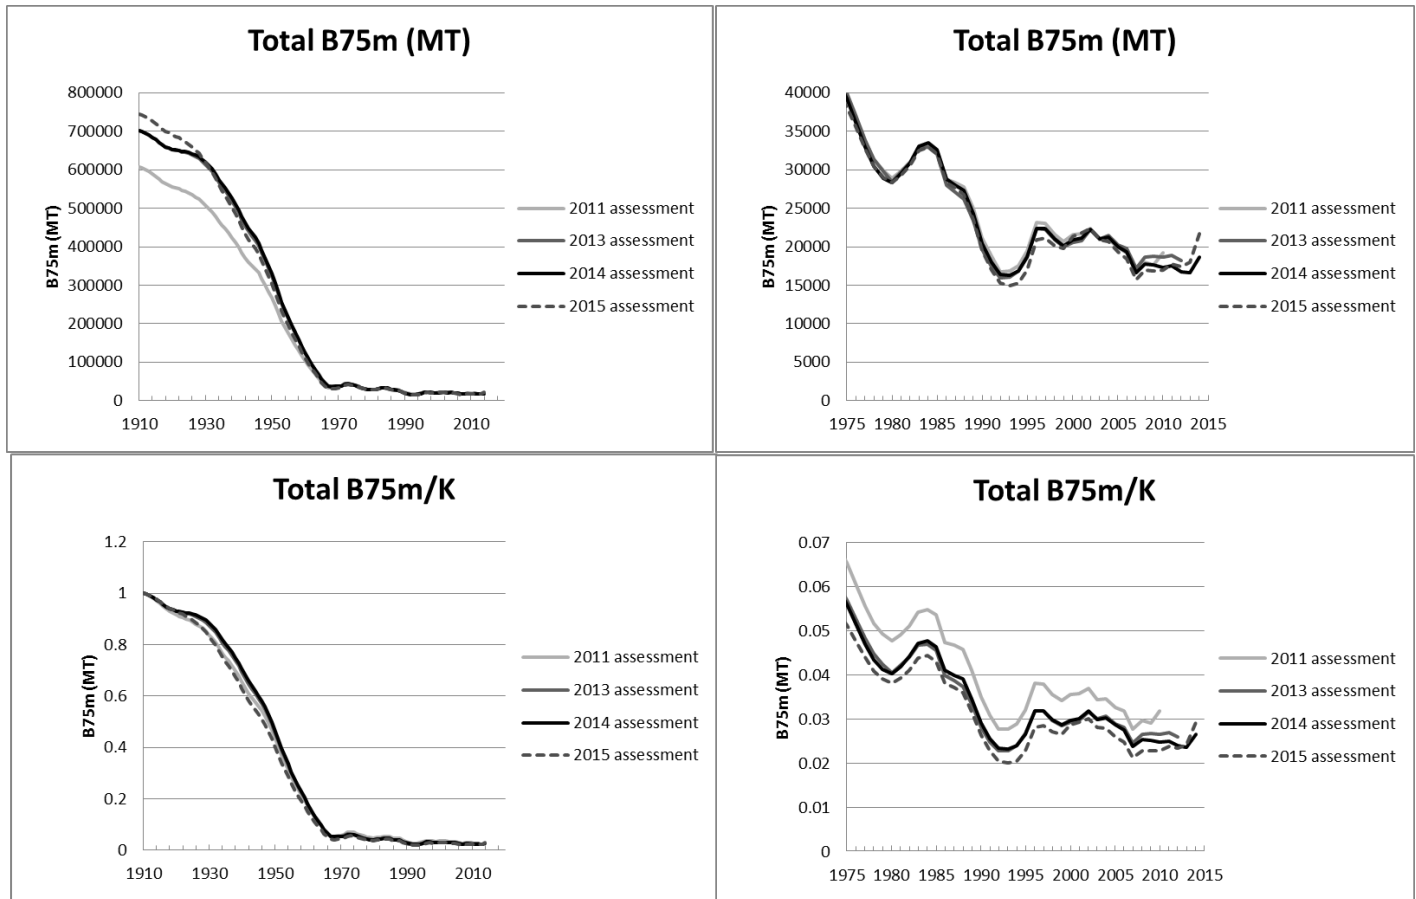 Total B75m (MT)
800000
700000
600000
500000
400000
300000
200000
100000
0
B75m (MT)
1910 1930 1950 1970 1990 2010
2011 assessment
2013 assessment
2014 assessment
2015 assessment
Total B75m (MT)
40000
35000
30000
25000
20000
15000
10000
5000
0
B75m (MT)
1975 1980 1985 1990 1995 2000 2005 2010 2015
2011 assessment
2013 assessment
2014 assessment
2015 assessment
Total B75m/K
1.2
1
0.8
0.6
0.4
0.2
0
B75m (MT)
1910 1930 1950 1970 1990 2010
2011 assessment
2013 assessment
2014 assessment
2015 assessment
Total B75m/K
0.07
0.06
0.05
0.04
0.03
0.02
0.01
0
B75m (MT)
1975 1980 1985 1990 1995 2000 2005 2010 2015
2011 assessment
2013 assessment
2014 assessment
2015 assessment